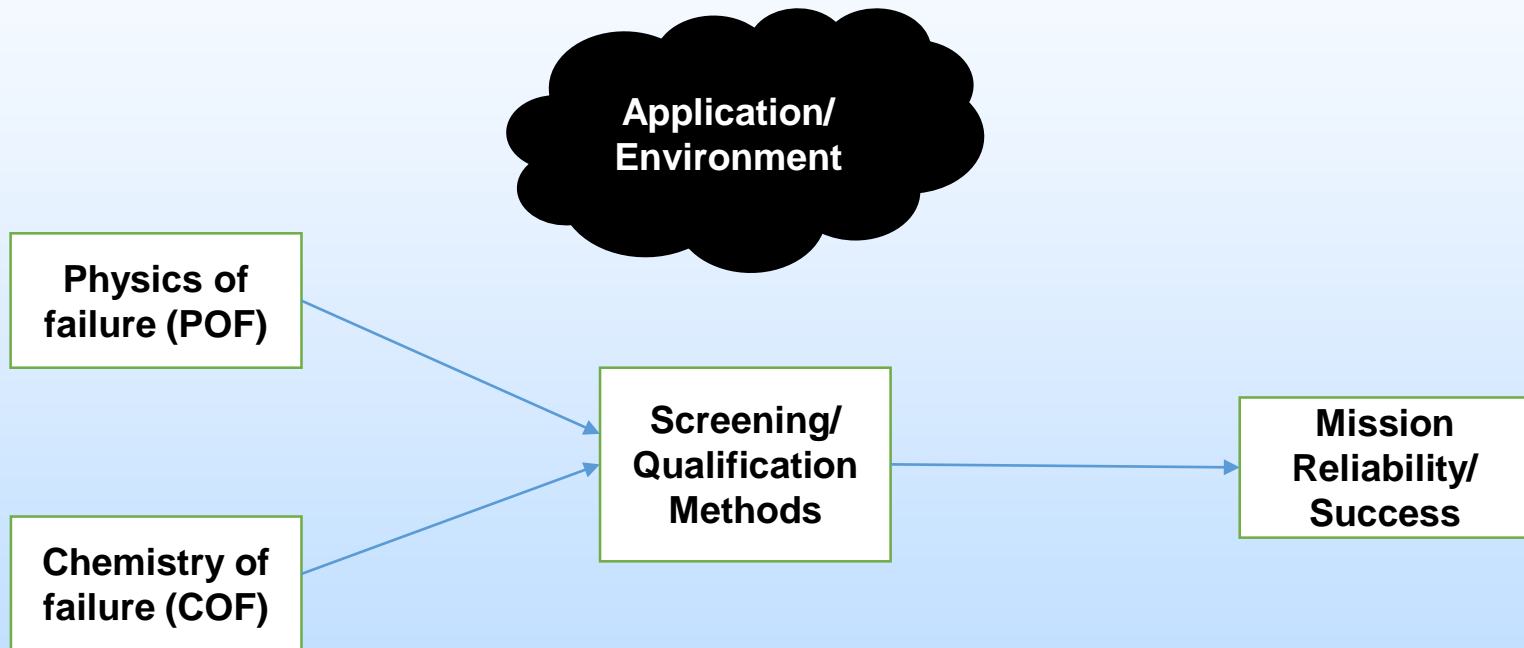 Application/
Environment
Physics of
failure (POF)
Screening/
Qualification
Methods
Mission
Reliability/
Success
Chemistry of
failure (COF)